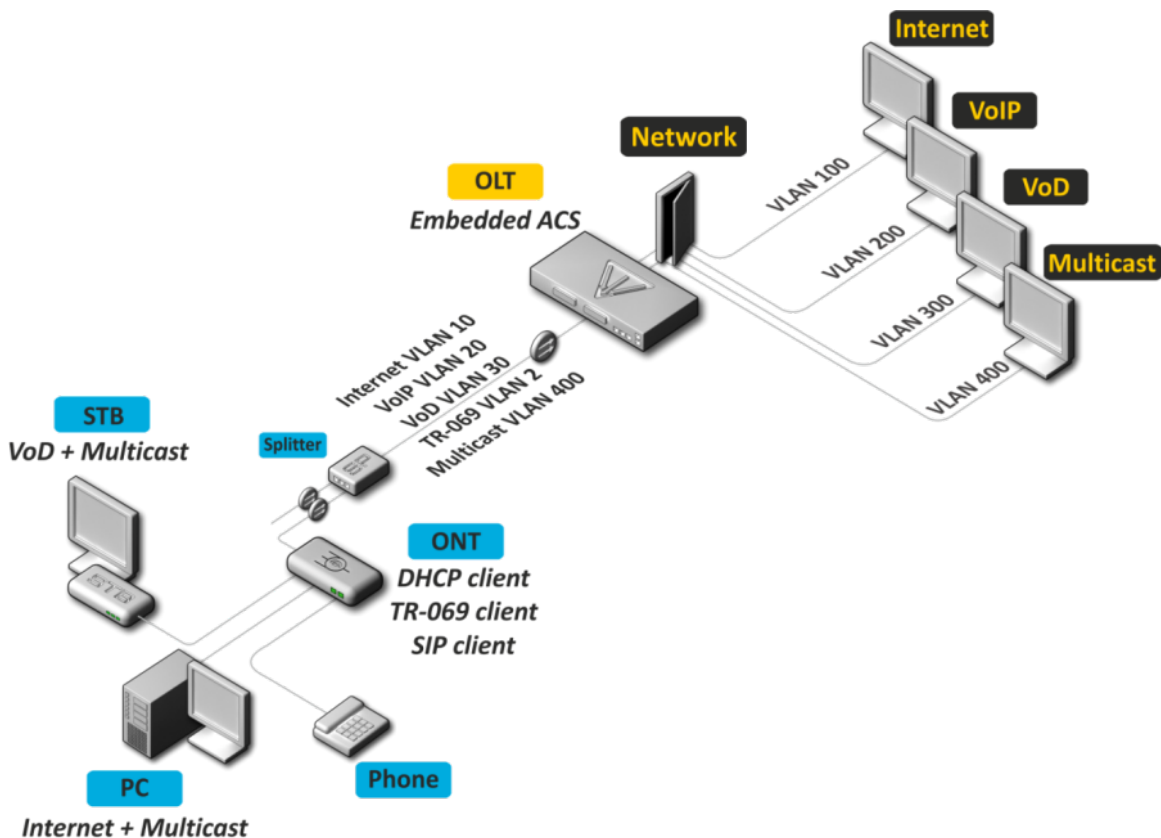 Internet
VoIP
Network
VLAN 100
OLT
VoD
Embedded ACS
VLAN 200
Multicast
VLAN 300
Internet VLAN 10
VoIP VLAN 20
VoD VLAN 30
TR-069 VLAN 2
Multicast VLAN 400
VLAN 400
STB
VoD + Multicast
Splitter
SP
ONT
DHCP client
TR-069 client
SIP client
STB
Phone
PC
Internet + Multicast